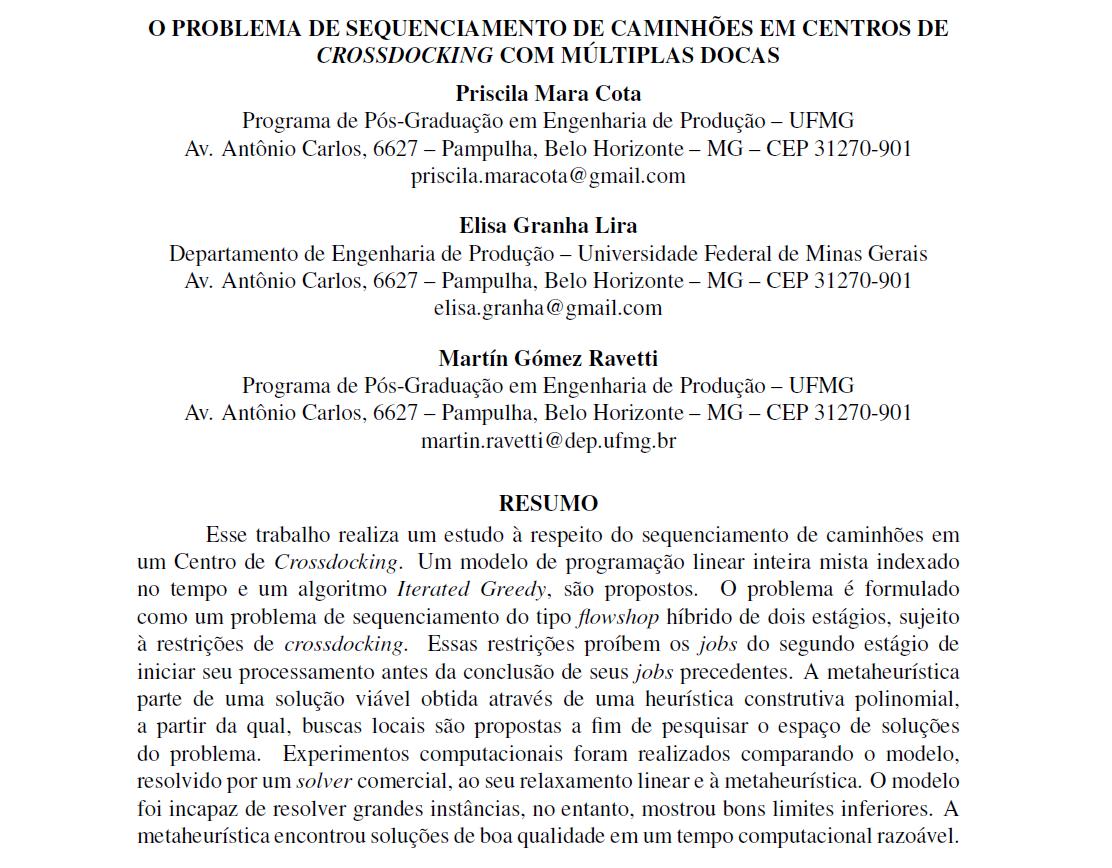 O PROBLEMA DE SEQUENCIAMENTO DE CAMINHÕES EM CENTROS DE
CROSSDOCKING COM MÚLTIPLAS DOCAS
Priscila Mara Cota
Programa de Pós-Graduação em Engenharia de Produção – UFMG
Av. Antônio Carlos, 6627 – Pampulha, Belo Horizonte – MG – CEP 31270-901
priscila.maracota@gmail.com
Elisa Granha Lira
Departamento de Engenharia de Produção – Universidade Federal de Minas Gerais
Av. Antônio Carlos, 6627 – Pampulha, Belo Horizonte – MG – CEP 31270-901
elisa.granha@gmail.com
Martín Gómez Ravetti
Programa de Pós-Graduação em Engenharia de Produção – UFMG
Av. Antônio Carlos, 6627 – Pampulha, Belo Horizonte – MG – CEP 31270-901
martin.ravetti@dep.ufmg.br
RESUMO
Esse trabalho realiza um estudo à respeito do sequenciamento de caminhões em
um Centro de Crossdocking. Um modelo de programação linear inteira mista indexado
no tempo e um algoritmo Iterated Greedy, são propostos. O problema é formulado
como um problema de sequenciamento do tipo flowshop híbrido de dois estágios, sujeito
à restrições de crossdocking. Essas restrições proíbem os jobs do segundo estágio de
iniciar seu processamento antes da conclusão de seus jobs precedentes. A metaheurística
parte de uma solução viável obtida através de uma heurística construtiva polinomial,
a partir da qual, buscas locais são propostas a fim de pesquisar o espaço de soluções
do problema. Experimentos computacionais foram realizados comparando o modelo,
resolvido por um solver comercial, ao seu relaxamento linear e à metaheurística. O modelo
foi incapaz de resolver grandes instâncias, no entanto, mostrou bons limites inferiores. A
metaheurística encontrou soluções de boa qualidade em um tempo computacional razoável.